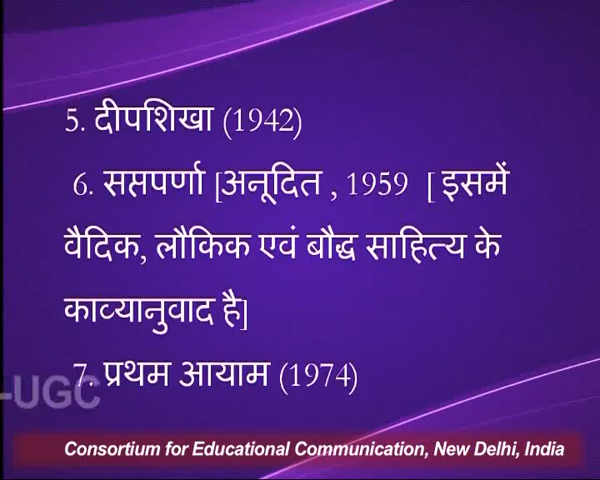 5. दीपशिखा (1942)
6. सप्तपर्णा [अनूदित , 1959 [ इसमें
वैदिक, लौकिक एवं बौद्ध साहित्य के
काव्यानुवाद है]
7. प्रथम आयाम (1974)
-UGC
Consortium for Educational Communication, New Delhi, India